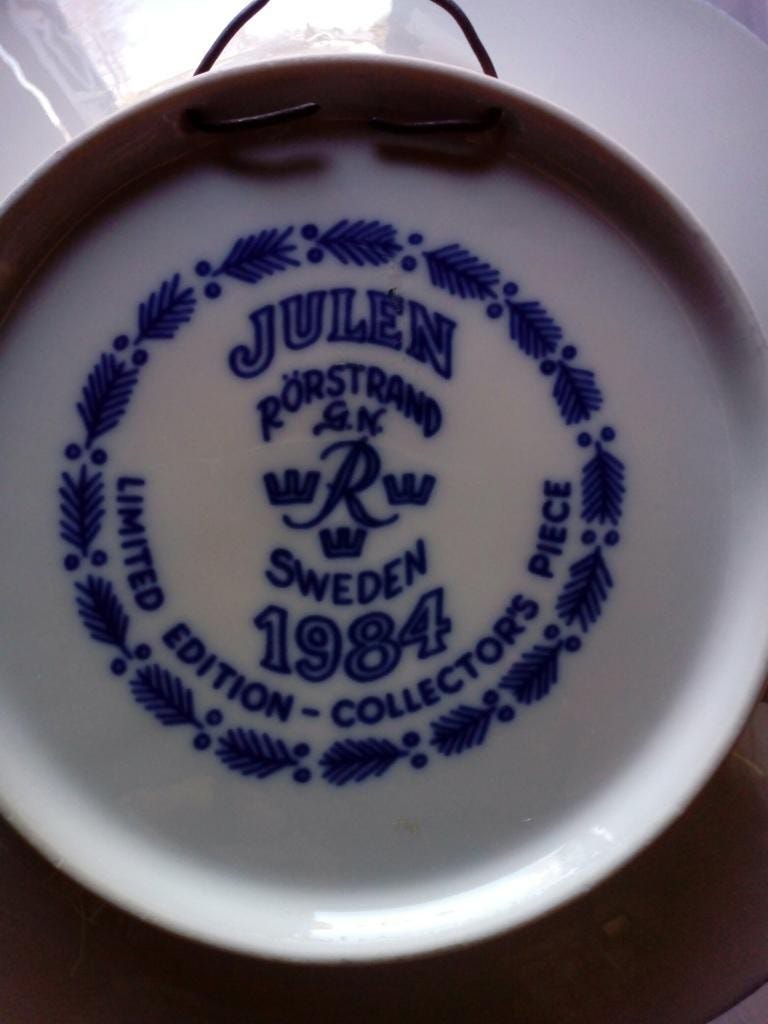 JULEN
RÖRSTRAND
G.N.
R
SWEDEN
1984
LIMITED EDITION - COLLECTOR'S PIECE